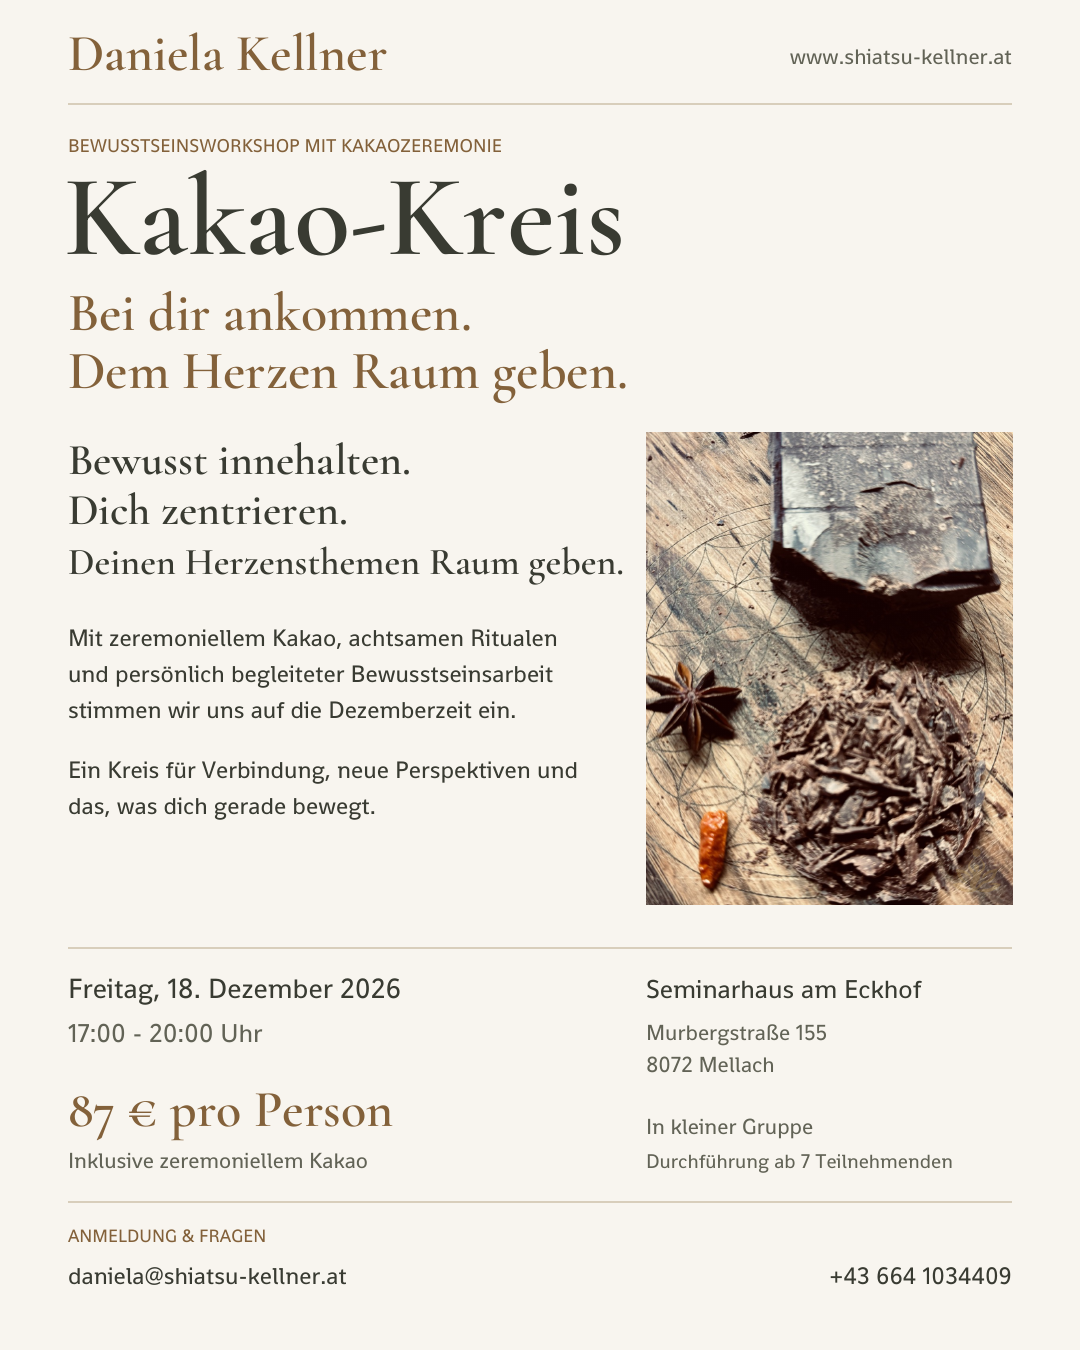 Daniela Kellner
www.shiatsu-kellner.at
BEWUSSTSEINSWORKSHOP MIT KAKAOZEREMONIE
Kakao-Kreis
Bei dir ankommen.
Dem Herzen Raum geben.
Bewusst innehalten.
Dich zentrieren.
Deinen Herzensthemen Raum geben.
Mit zeremoniellem Kakao, achtsamen Ritualen
und persönlich begleiteter Bewusstseinsarbeit
stimmen wir uns auf die Dezemberzeit ein.
Ein Kreis für Verbindung, neue Perspektiven und
das, was dich gerade bewegt.
Freitag, 18. Dezember 2026
17:00 - 20:00 Uhr
87 € pro Person
Inklusive zeremoniellem Kakao
Seminarhaus am Eckhof
Murbergstraße 155
8072 Mellach
In kleiner Gruppe
Durchführung ab 7 Teilnehmenden
ANMELDUNG & FRAGEN
daniela@shiatsu-kellner.at
+43 664 1034409